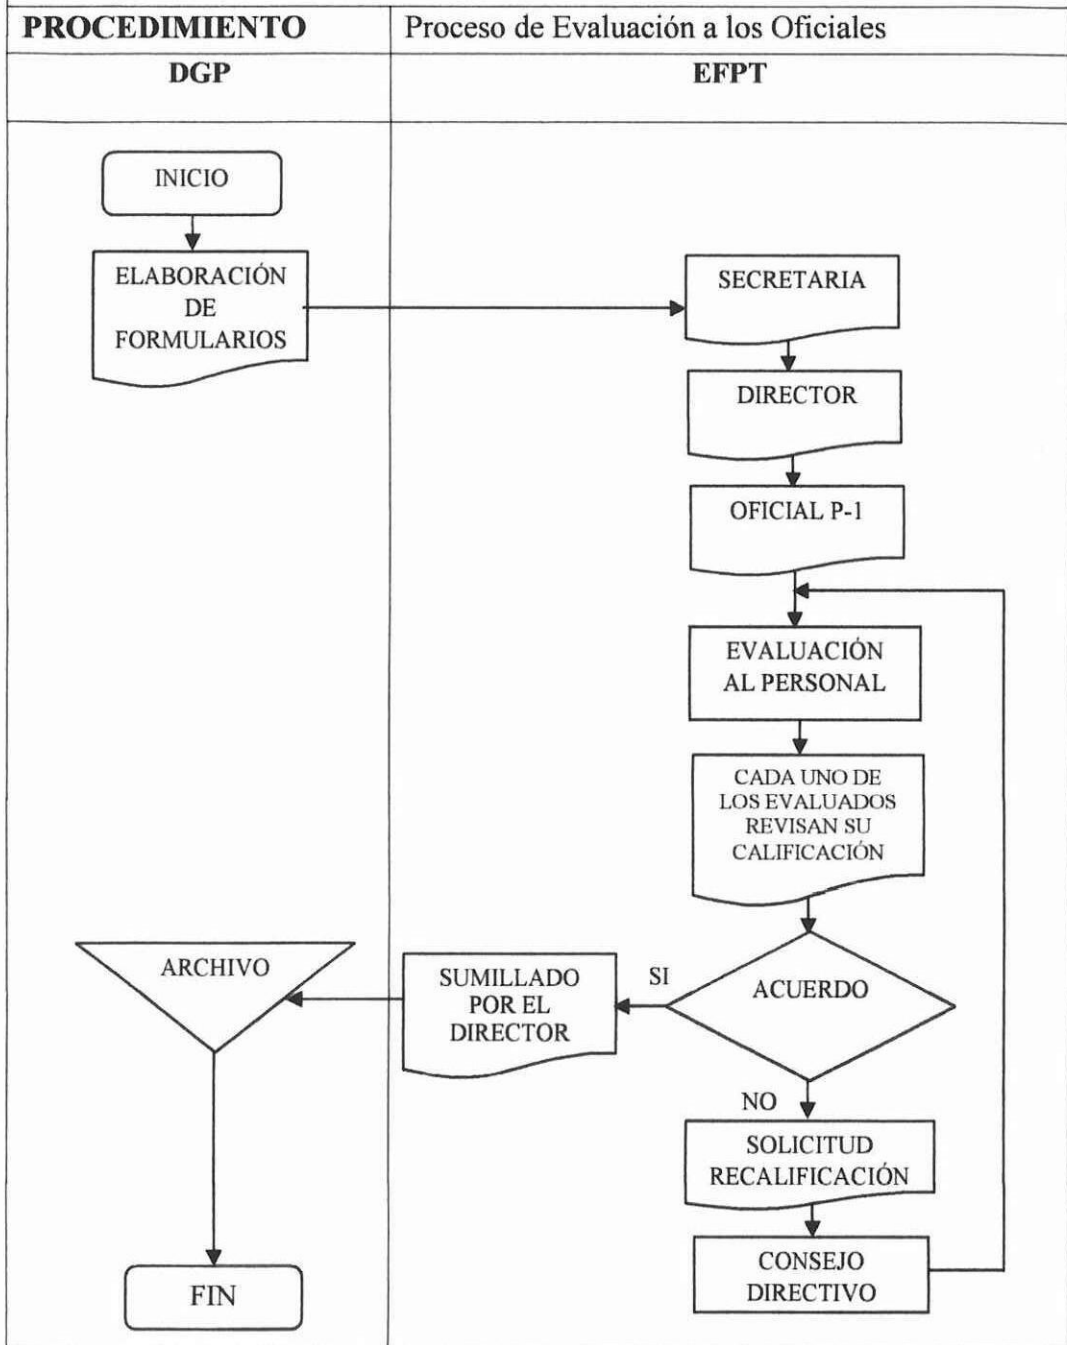 PROCEDIMIENTO
Proceso de Evaluación a los Oficiales
DGP
EFPT
INICIO
ELABORACIÓN
DE
FORMULARIOS
SECRETARIA
DIRECTOR
OFICIAL P-1
EVALUACIÓN
AL PERSONAL
CADA UNO DE
LOS EVALUADOS
REVISAN SU
CALIFICACIÓN
ACUERDO
SI
SUMILLADO
POR EL
DIRECTOR
ARCHIVO
NO
SOLICITUD
RECALIFICACIÓN
CONSEJO
DIRECTIVO
FIN